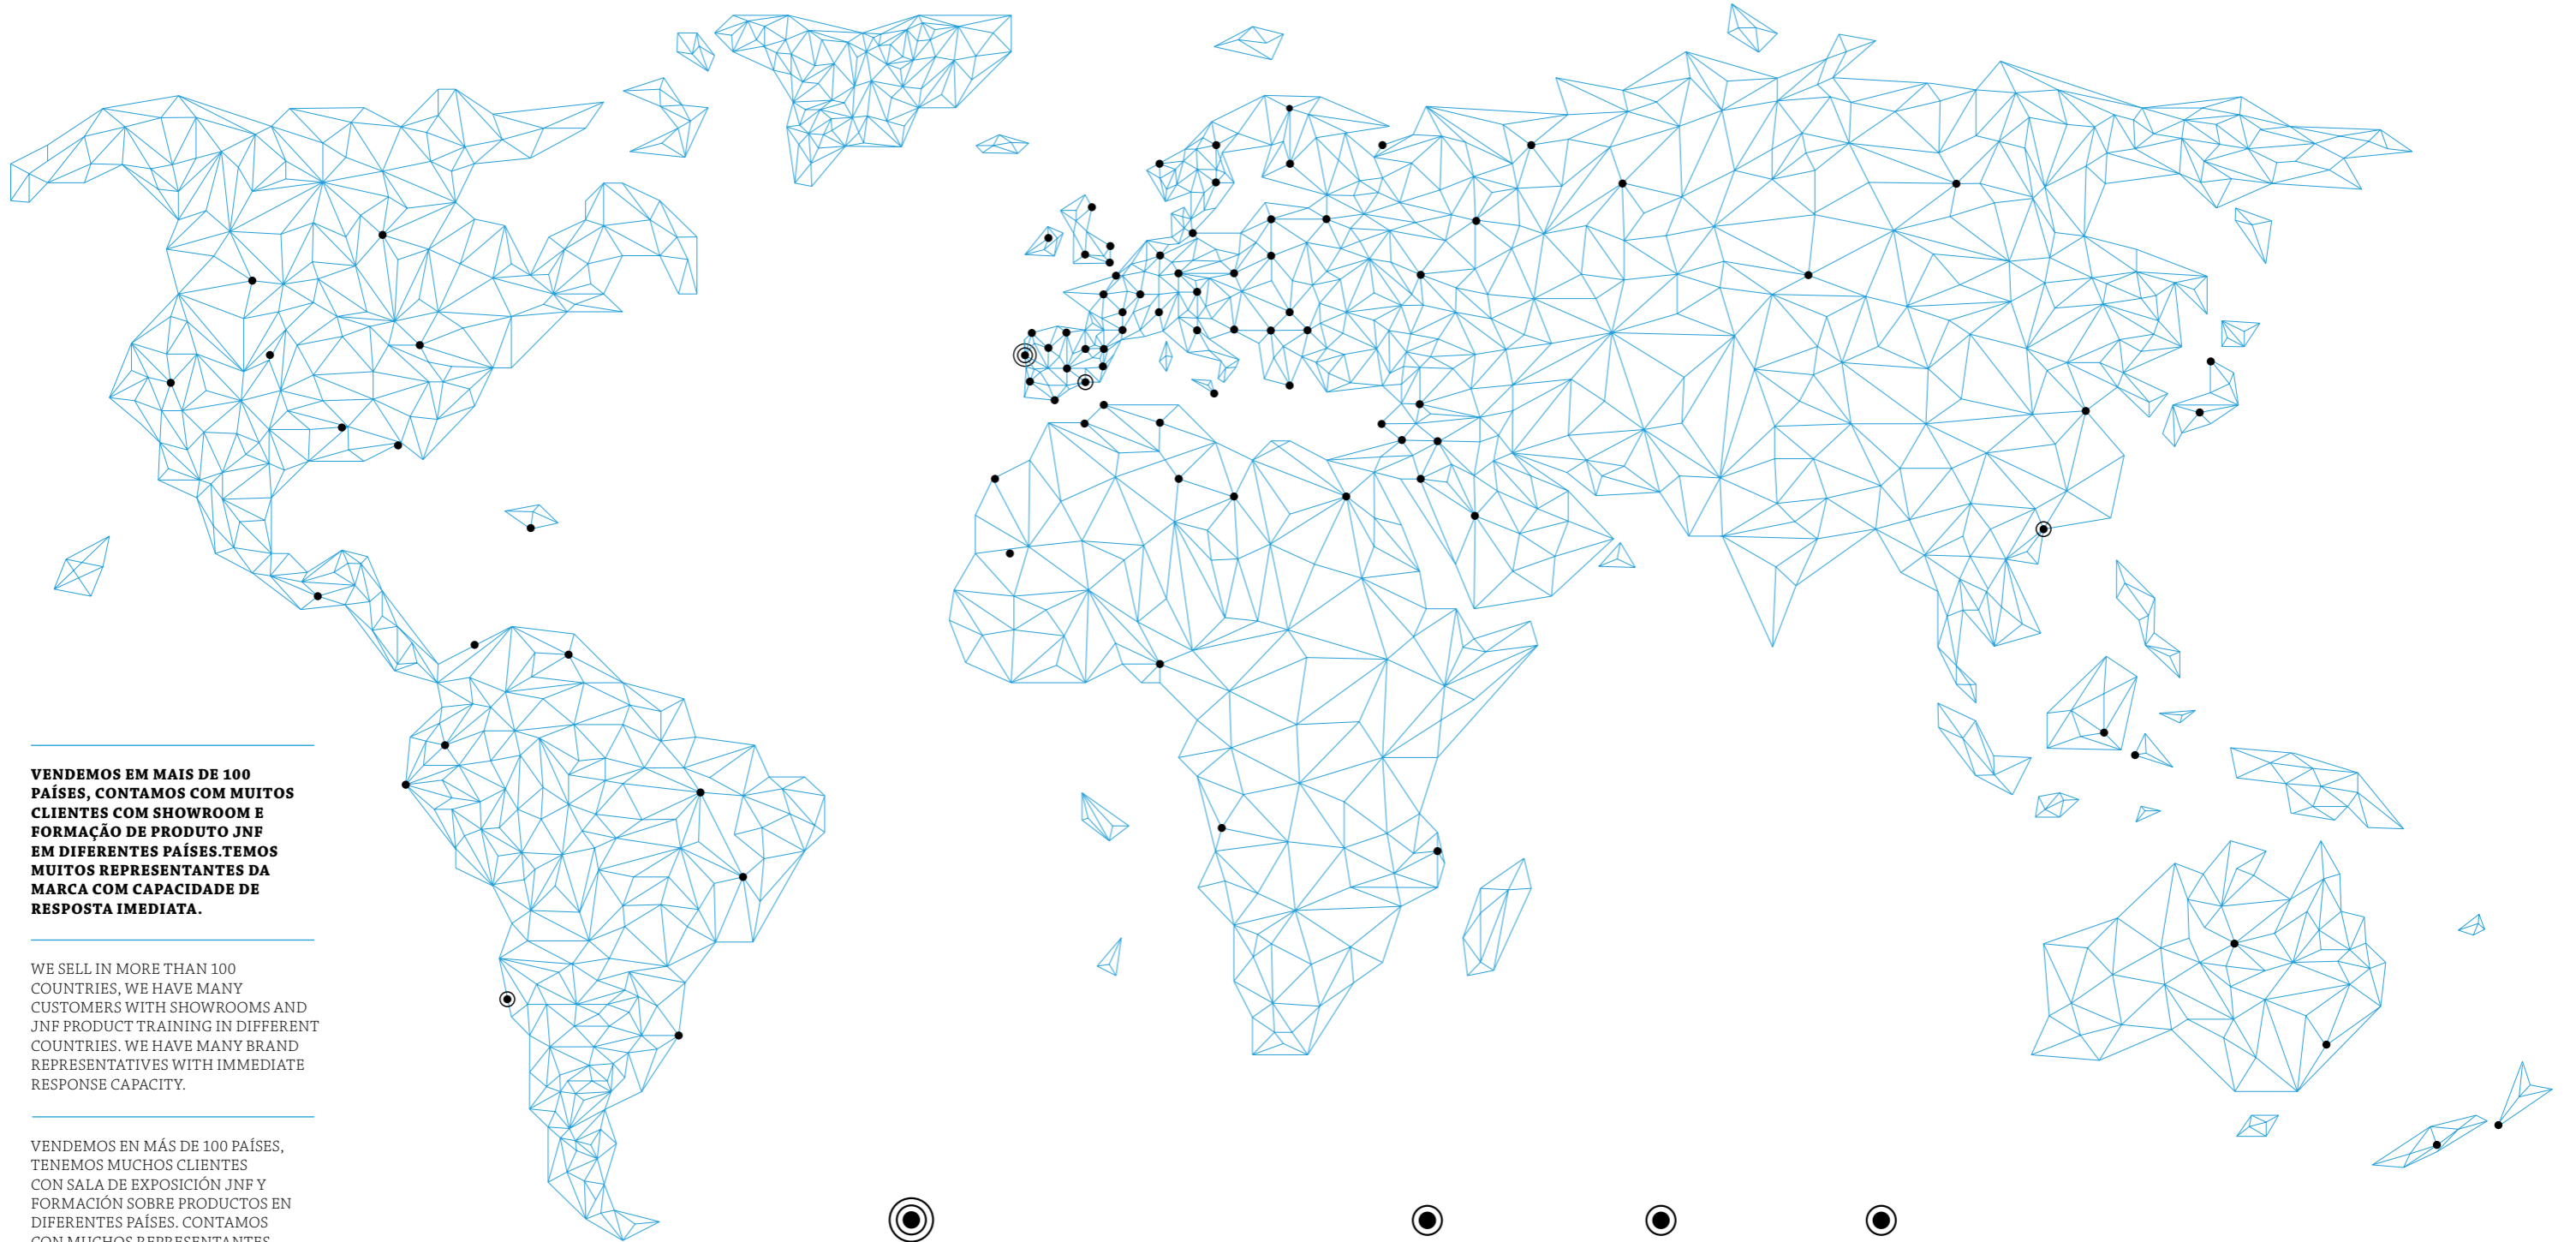 VENDEMOS EM MAIS DE 100
PAÍSES, CONTAMOS COM MUITOS
CLIENTES COM SHOWROOM E
FORMAÇÃO DE PRODUTO JNF
EM DIFERENTES PAÍSES.TEMOS
MUITOS REPRESENTANTES DA
MARCA COM CAPACIDADE DE
RESPOSTA IMEDIATA.
WE SELL IN MORE THAN 100
COUNTRIES, WE HAVE MANY
CUSTOMERS WITH SHOWROOMS AND
JNF PRODUCT TRAINING IN DIFFERENT
COUNTRIES. WE HAVE MANY BRAND
REPRESENTATIVES WITH IMMEDIATE
RESPONSE CAPACITY.
VENDEMOS EN MÁS DE 100 PAÍSES,
TENEMOS MUCHOS CLIENTES
CON SALA DE EXPOSICIÓN JNF Y
FORMACIÓN SOBRE PRODUCTOS EN
DIFERENTES PAÍSES. CONTAMOS
CON MUCHOS REPRESENTANTES